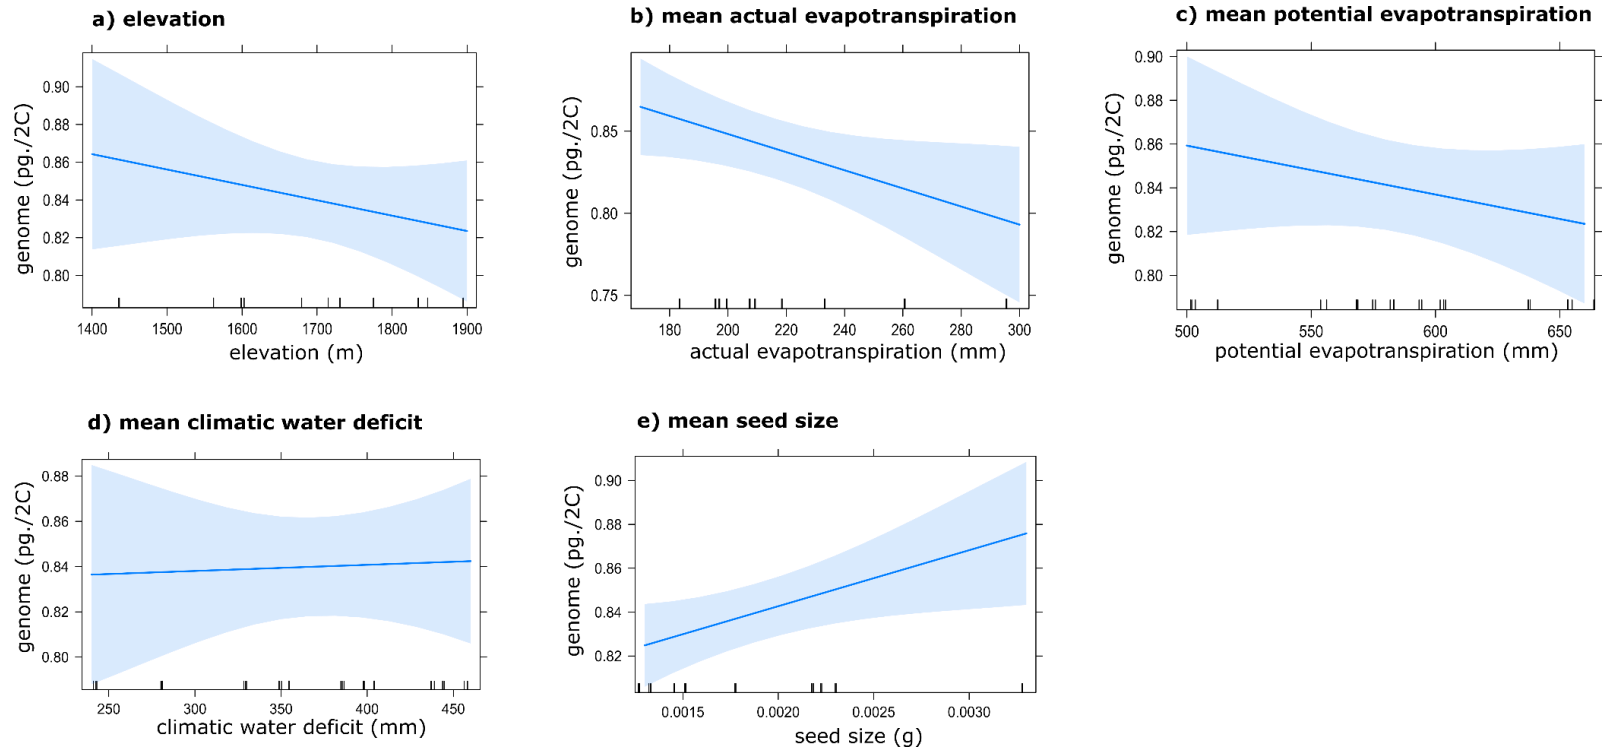 a) elevation
genome (pg./2C)
0.90
0.88
0.86
0.84
0.82
0.80
1400 1500 1600 1700 1800 1900
elevation (m)
b) mean actual evapotranspiration
genome (pg./2C)
0.85
0.80
0.75
180 200 220 240 260 280 300
actual evapotranspiration (mm)
c) mean potential evapotranspiration
genome (pg./2C)
0.90
0.88
0.86
0.84
0.82
0.80
500 550 600 650
potential evapotranspiration (mm)
d) mean climatic water deficit
genome (pg./2C)
0.88
0.86
0.84
0.82
0.80
250 300 350 400 450
climatic water deficit (mm)
e) mean seed size
genome (pg./2C)
0.90
0.88
0.86
0.84
0.82
0.0015 0.0020 0.0025 0.0030
seed size (g)